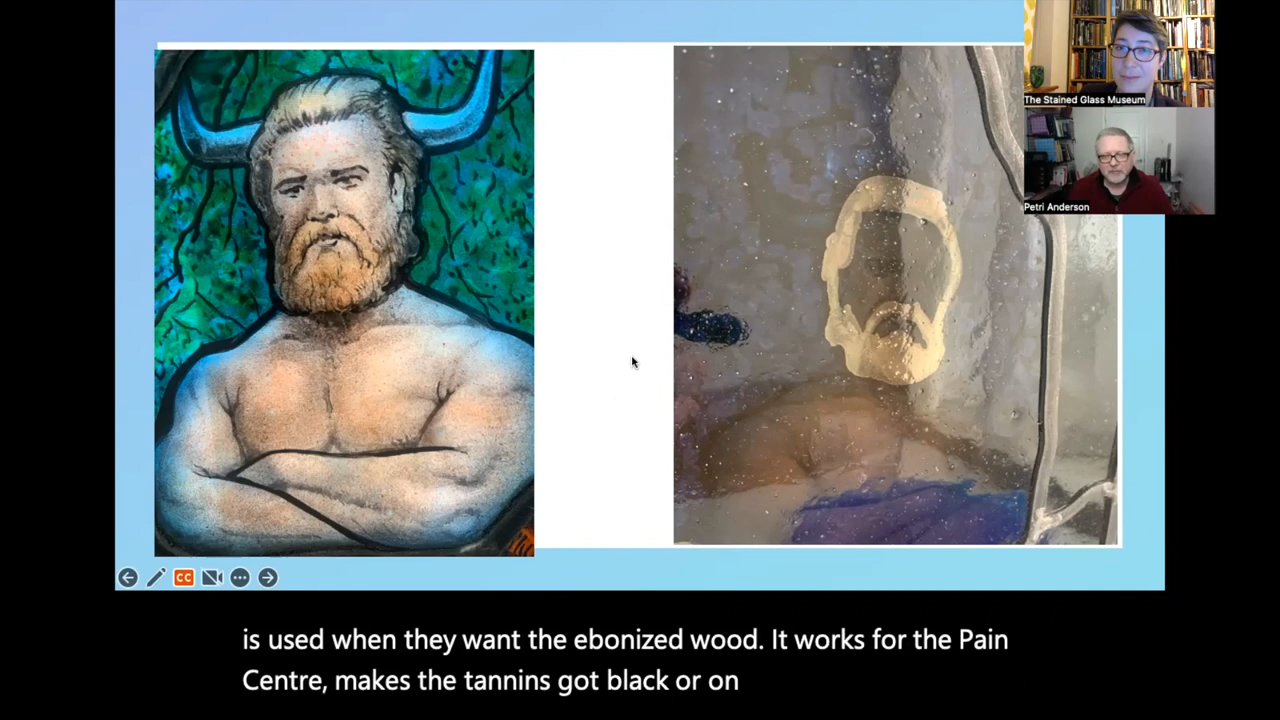 The Stained Glass Museum
Petri Anderson
CC
is used when they want the ebonized wood. It works for the Pain
Centre, makes the tannins got black or on